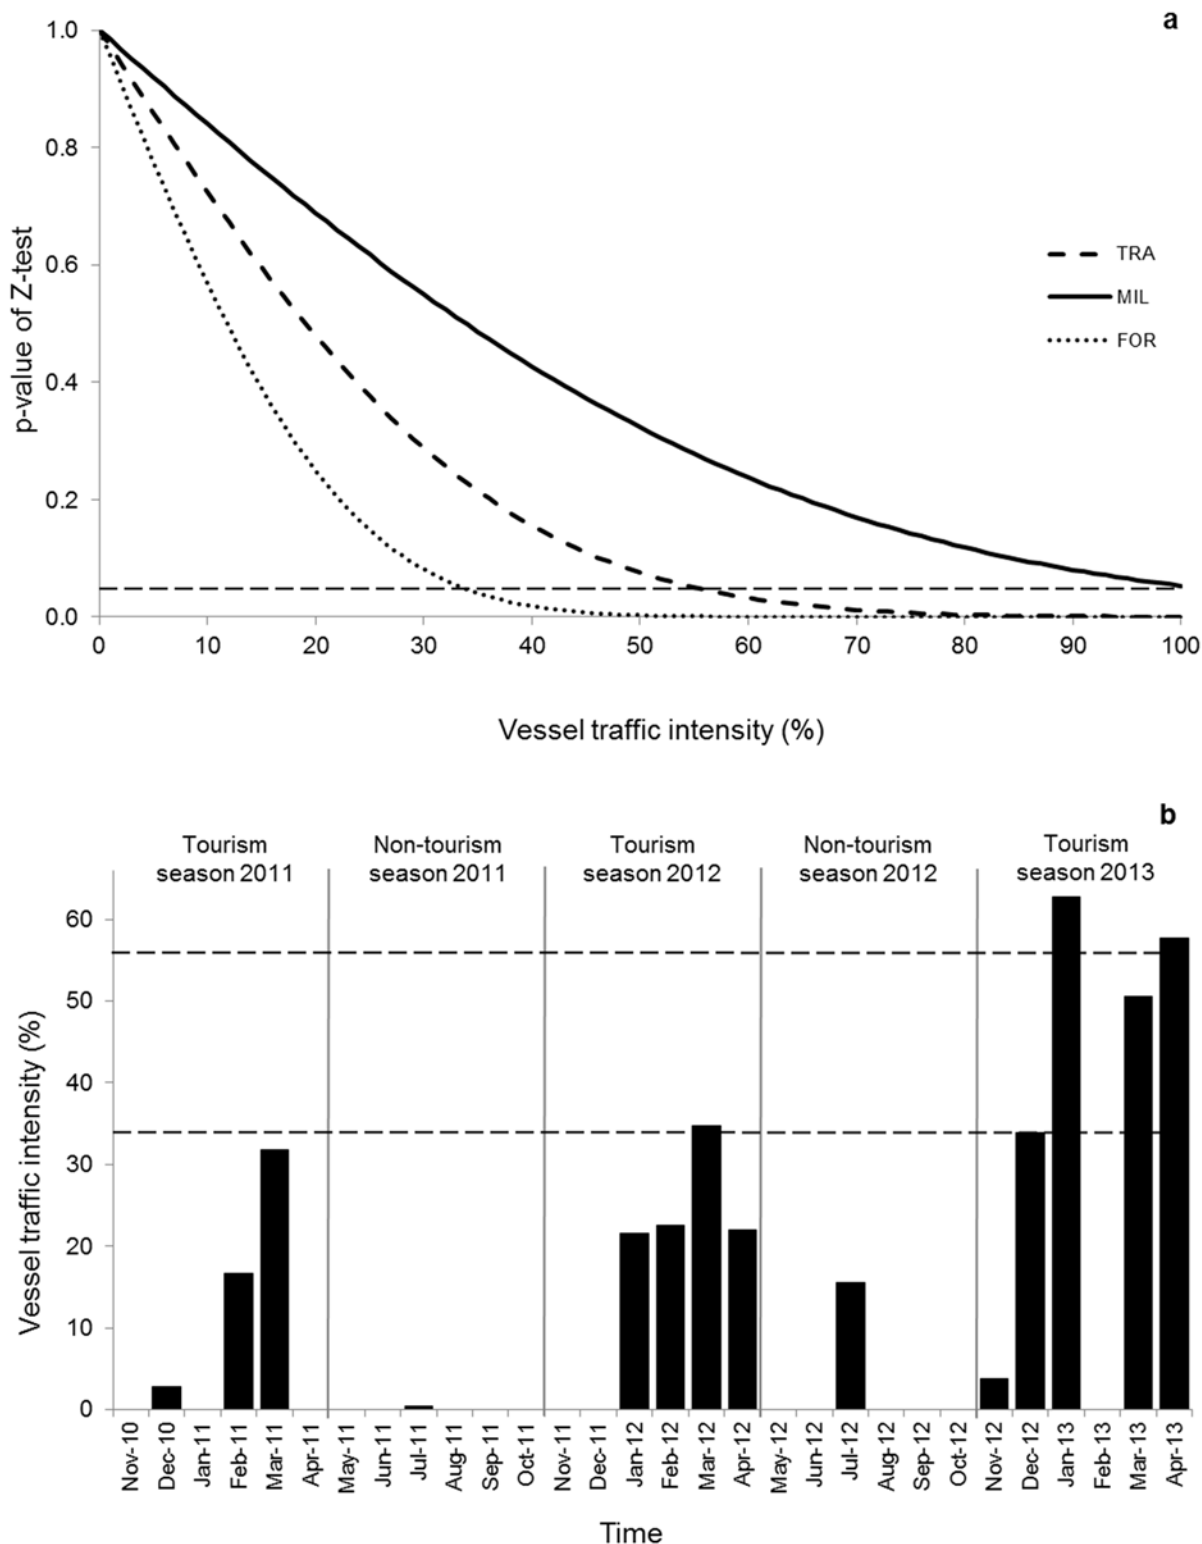 a
1.0
0.8
0.6
0.4
0.2
0.0
p-value of Z-test
TRA
MIL
FOR
0 10 20 30 40 50 60 70 80 90 100
Vessel traffic intensity (%)
b
Tourism
season 2011
Non-tourism
season 2011
Tourism
season 2012
Non-tourism
season 2012
Tourism
season 2013
60
50
40
30
20
10
0
Vessel traffic intensity (%)
Nov-10
Dec-10
Jan-11
Feb-11
Mar-11
Apr-11
May-11
Jun-11
Jul-11
Aug-11
Sep-11
Oct-11
Nov-11
Dec-11
Jan-12
Feb-12
Mar-12
Apr-12
May-12
Jun-12
Jul-12
Aug-12
Sep-12
Oct-12
Nov-12
Dec-12
Jan-13
Feb-13
Mar-13
Apr-13
Time